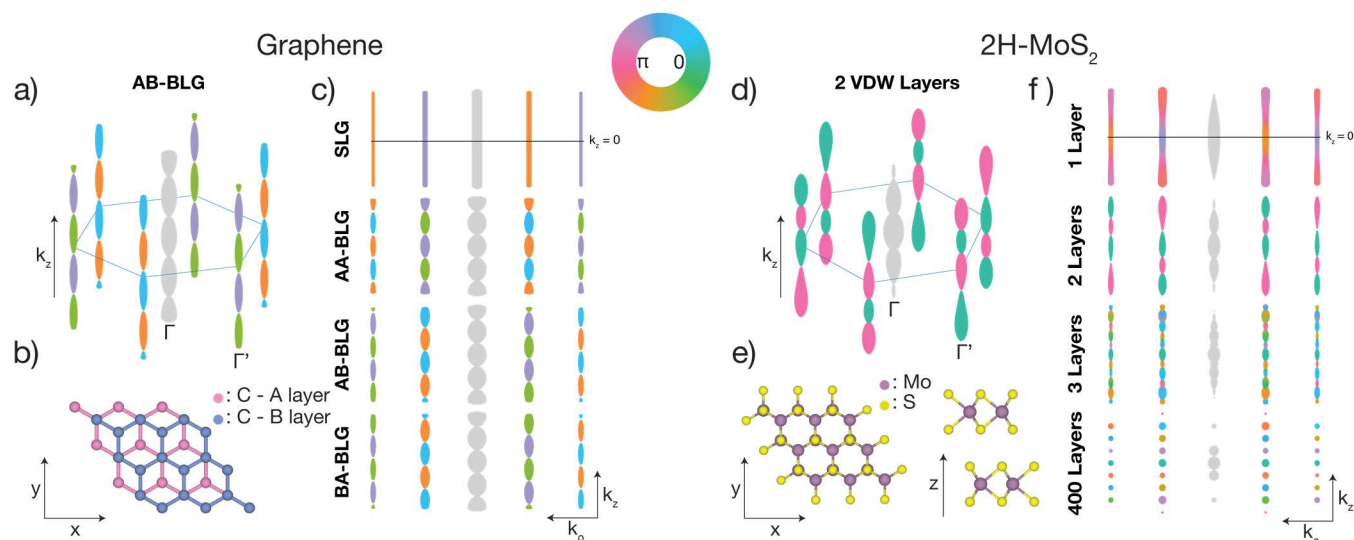 Graphene
π 0
2H-MoS₂
a)
AB-BLG
c)
d)
2 VDW Layers
f )
SLG
k_z = 0
1 Layer
k_z = 0
k_z
Γ
Γ'
AA-BLG
k_z
Γ
Γ'
2 Layers
b)
: C - A layer
: C - B layer
AB-BLG
e)
: Mo
: S
3 Layers
y
x
BA-BLG
k_z
k_o
y
x
z
400 Layers
k_z